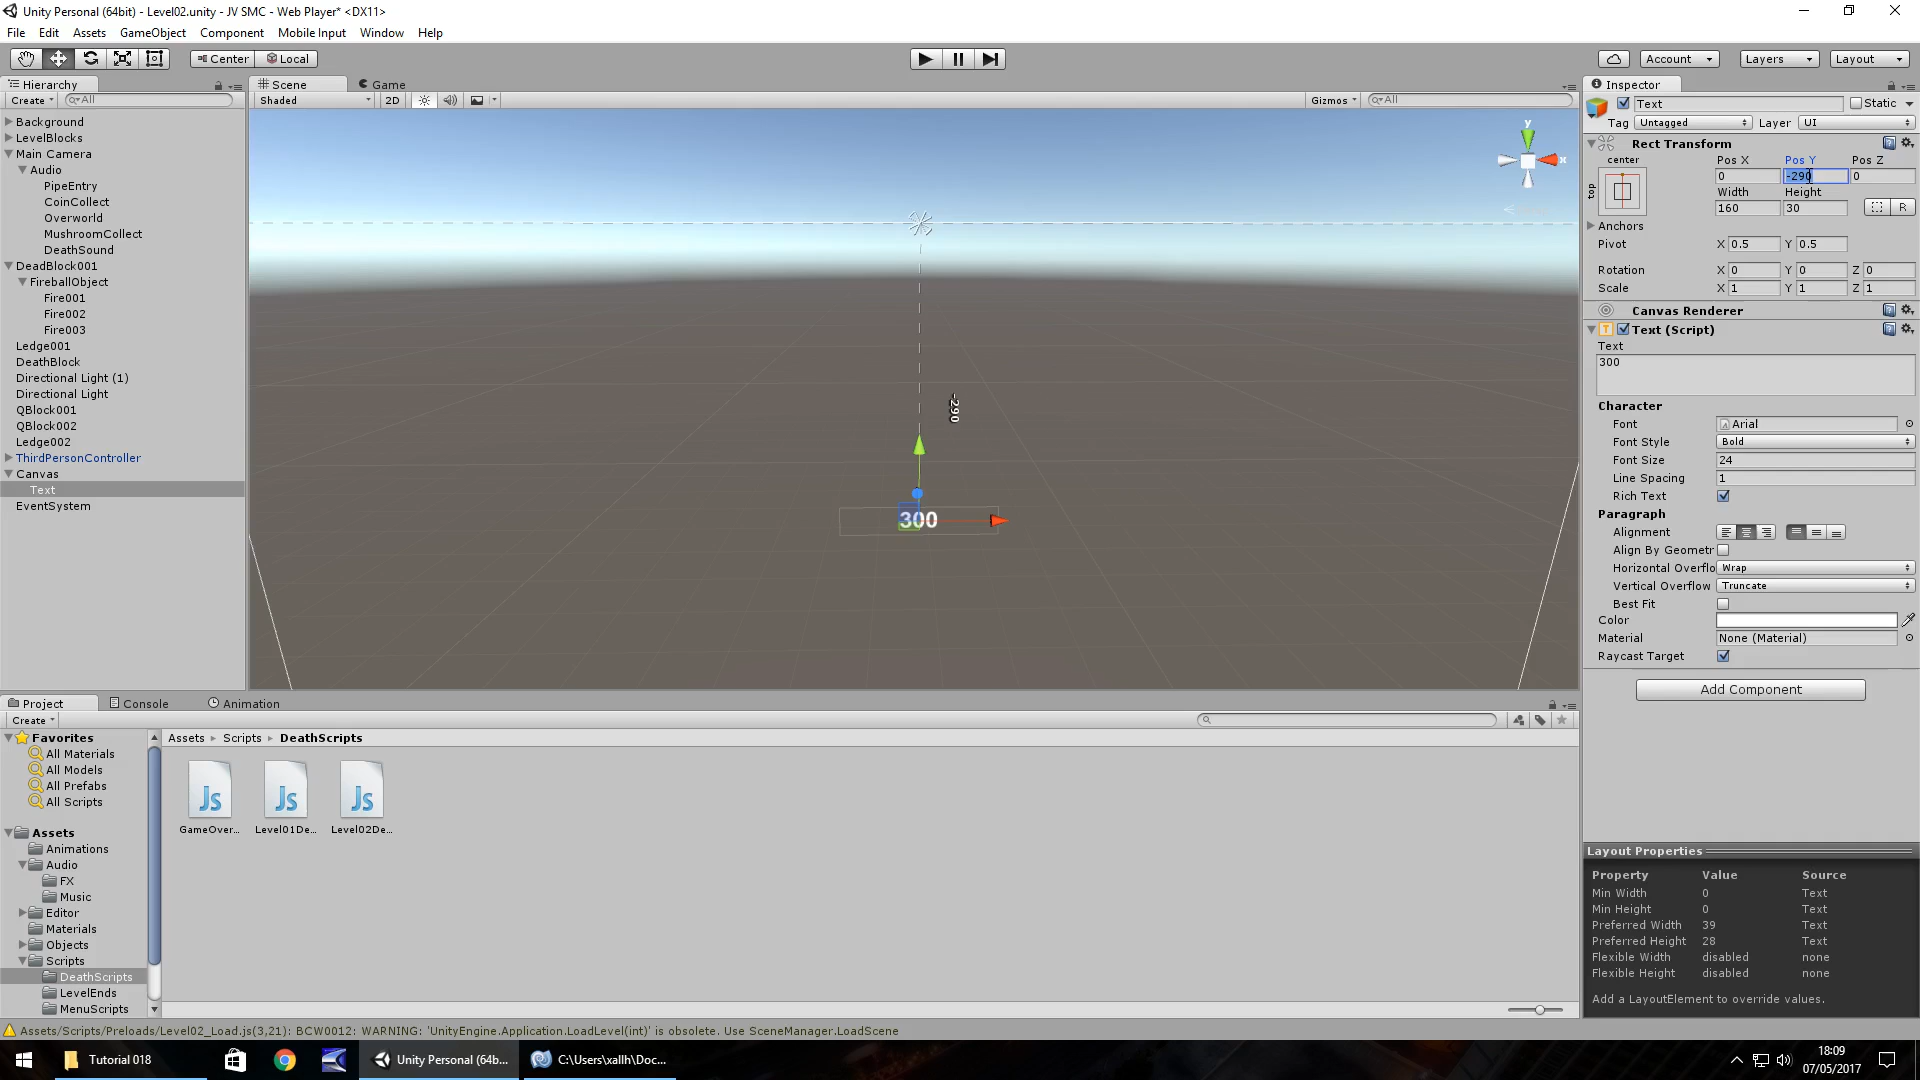 Unity Personal (64bit) - Level02.unity - JV SMC - Web Player* <DX11>
File Edit Assets GameObject Component Mobile Input Window Help
Center Local Account Layers Layout
Hierarchy
Create All
Background
LevelBlocks
Main Camera
Audio
PipeEntry
CoinCollect
Overworld
MushroomCollect
DeathSound
DeadBlock001
FireballObject
Fire001
Fire002
Fire003
Ledge001
DeathBlock
Directional Light (1)
Directional Light
QBlock001
QBlock002
Ledge002
ThirdPersonController
Canvas
Text
EventSystem
Scene Game
Shaded 2D Gizmos All
y
x
-290
300
Inspector
Text Static
Tag Untagged Layer UI
Rect Transform
center Pos X Pos Y Pos Z
top 0 -290 0
Width Height
160 30 R
Anchors
Pivot X 0.5 Y 0.5
Rotation X 0 Y 0 Z 0
Scale X 1 Y 1 Z 1
Canvas Renderer
Text (Script)
Text
300
Character
Font Arial
Font Style Bold
Font Size 24
Line Spacing 1
Rich Text
Paragraph
Alignment
Align By Geometr
Horizontal Overflo Wrap
Vertical Overflow Truncate
Best Fit
Color
Material None (Material)
Raycast Target
Add Component
Layout Properties
Property Value Source
Min Width 0 Text
Min Height 0 Text
Preferred Width 39 Text
Preferred Height 28 Text
Flexible Width disabled none
Flexible Height disabled none
Add a LayoutElement to override values.
Project Console Animation
Create
Favorites
All Materials
All Models
All Prefabs
All Scripts
Assets
Animations
Audio
FX
Music
Editor
Materials
Objects
Scripts
DeathScripts
LevelEnds
MenuScripts
Assets Scripts DeathScripts
Js Js Js
GameOver... Level01De... Level02De...
Assets/Scripts/Preloads/Level02_Load.js(3,21): BCW0012: WARNING: 'UnityEngine.Application.LoadLevel(int)' is obsolete. Use SceneManager.LoadScene
Tutorial 018 Unity Personal (64b... C:\Users\xallh\Doc...
18:09
07/05/2017